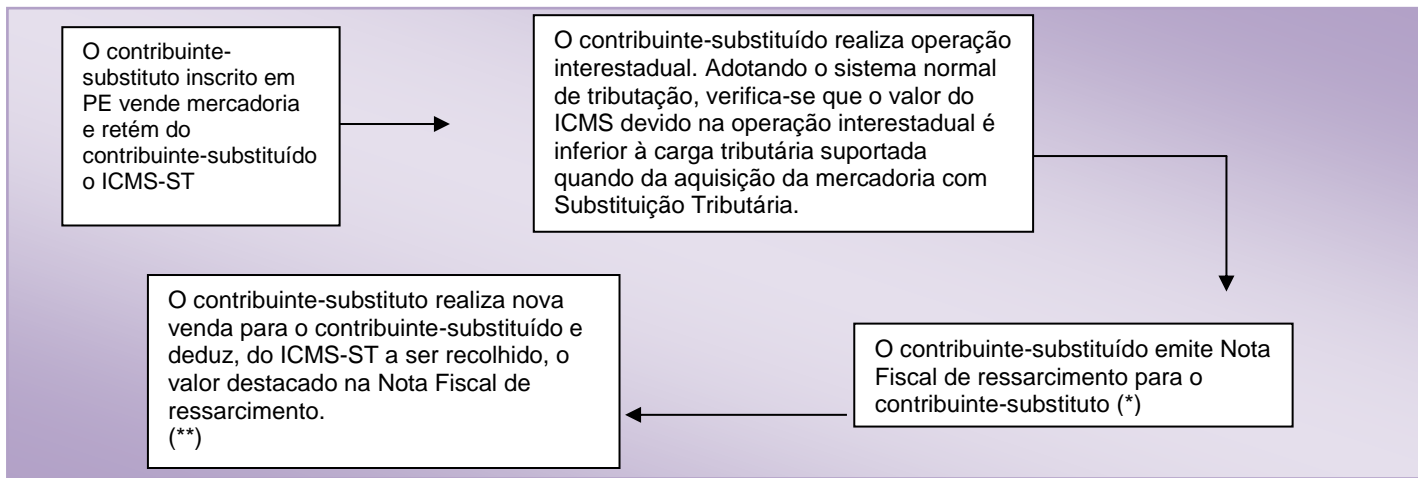 O contribuinte-
substituto inscrito em
PE vende mercadoria
e retém do
contribuinte-substituído
o ICMS-ST
O contribuinte-substituído realiza operação
interestadual. Adotando o sistema normal
de tributação, verifica-se que o valor do
ICMS devido na operação interestadual é
inferior à carga tributária suportada
quando da aquisição da mercadoria com
Substituição Tributária.
O contribuinte-substituído emite Nota
Fiscal de ressarcimento para o
contribuinte-substituto (*)
O contribuinte-substituto realiza nova
venda para o contribuinte-substituído e
deduz, do ICMS-ST a ser recolhido, o
valor destacado na Nota Fiscal de
ressarcimento.
(**)